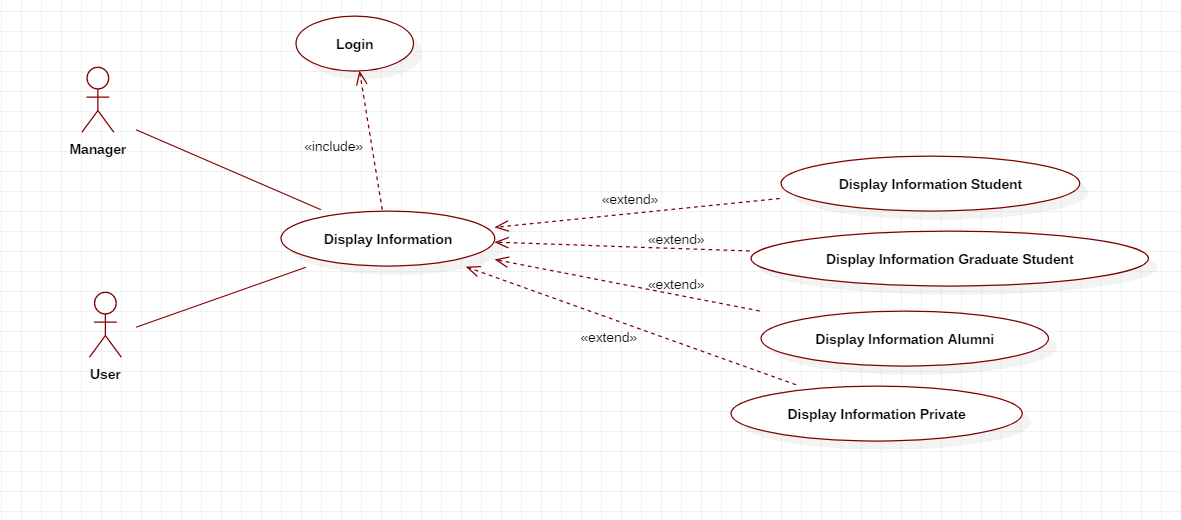 Login
Manager
«include»
Display Information Student
«extend»
Display Information
«extend»
Display Information Graduate Student
«extend»
Display Information Alumni
«extend»
User
Display Information Private